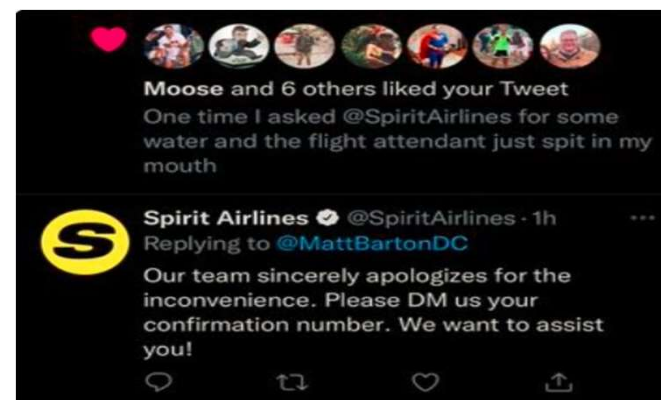 Moose and 6 others liked your Tweet
One time I asked @SpiritAirlines for some
water and the flight attendant just spit in my
mouth
Spirit Airlines @SpiritAirlines · 1h
Replying to @MattBartonDC
Our team sincerely apologizes for the
inconvenience. Please DM us your
confirmation number. We want to assist
you!